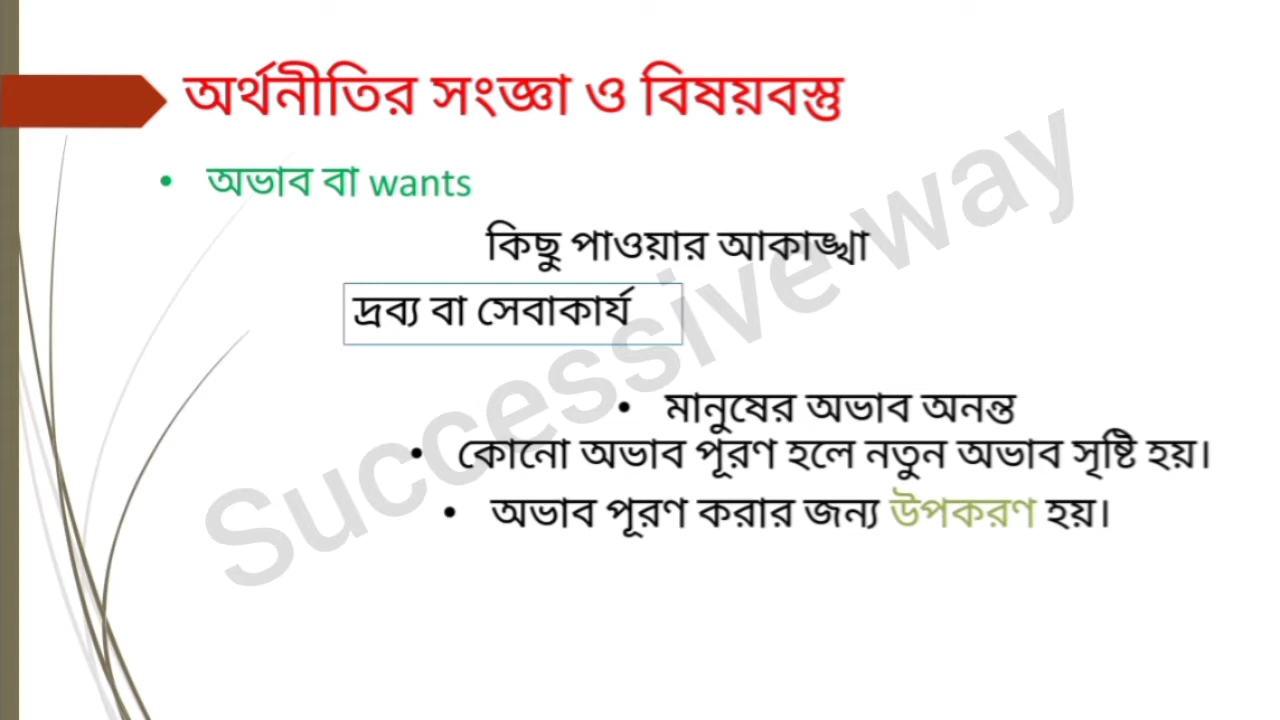 অর্থনীতির সংজ্ঞা ও বিষয়বস্তু
• অভাব বা wants
কিছু পাওয়ার আকাঙ্খা
দ্রব্য বা সেবাকার্য
• মানুষের অভাব অনন্ত
• কোনো অভাব পূরণ হলে নতুন অভাব সৃষ্টি হয়।
• অভাব পূরণ করার জন্য উপকরণ হয়।
Successive way